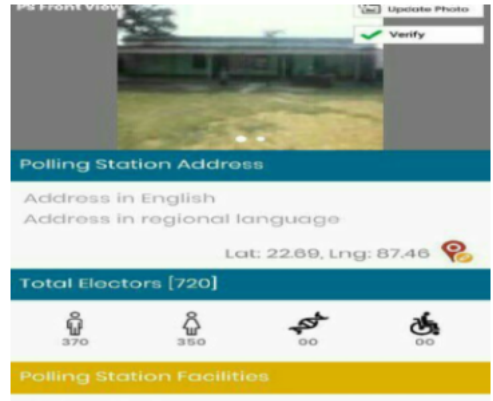 PS Front View
Update Photo
Verify
Polling Station Address
Address in English
Address in regional language
Lat: 22.69, Lng: 87.46
Total Electors [720]
370 350 00 00
Polling Station Facilities